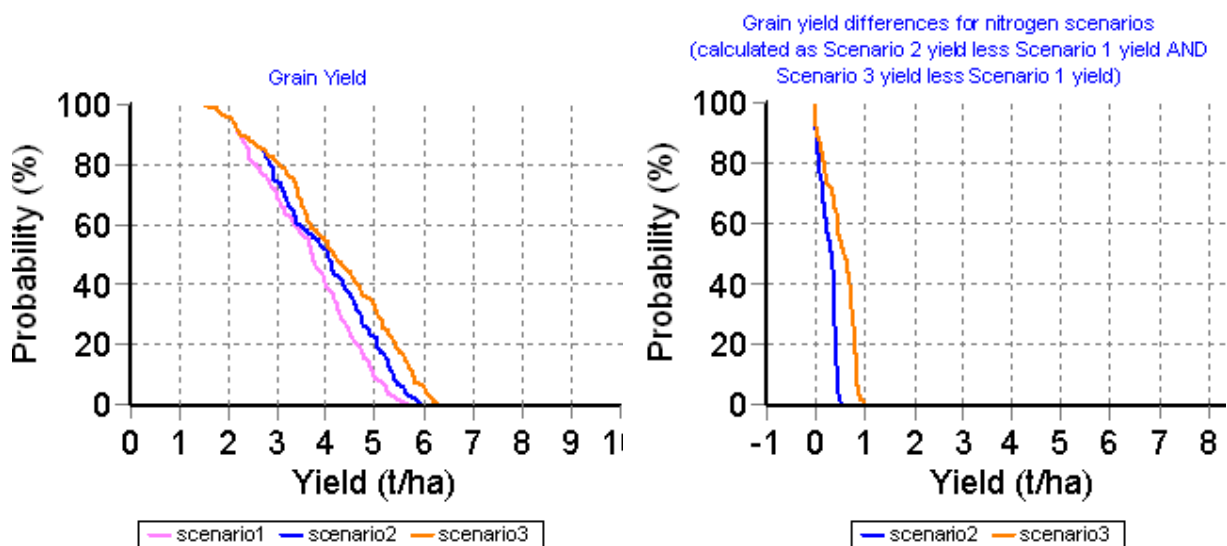 Grain Yield
100
80
60
40
20
0
Probability (%)
0 1 2 3 4 5 6 7 8 9 10
Yield (t/ha)
scenario1 scenario2 scenario3
Grain yield differences for nitrogen scenarios
(calculated as Scenario 2 yield less Scenario 1 yield AND
Scenario 3 yield less Scenario 1 yield)
100
80
60
40
20
0
Probability (%)
-1 0 1 2 3 4 5 6 7 8
Yield (t/ha)
scenario2 scenario3